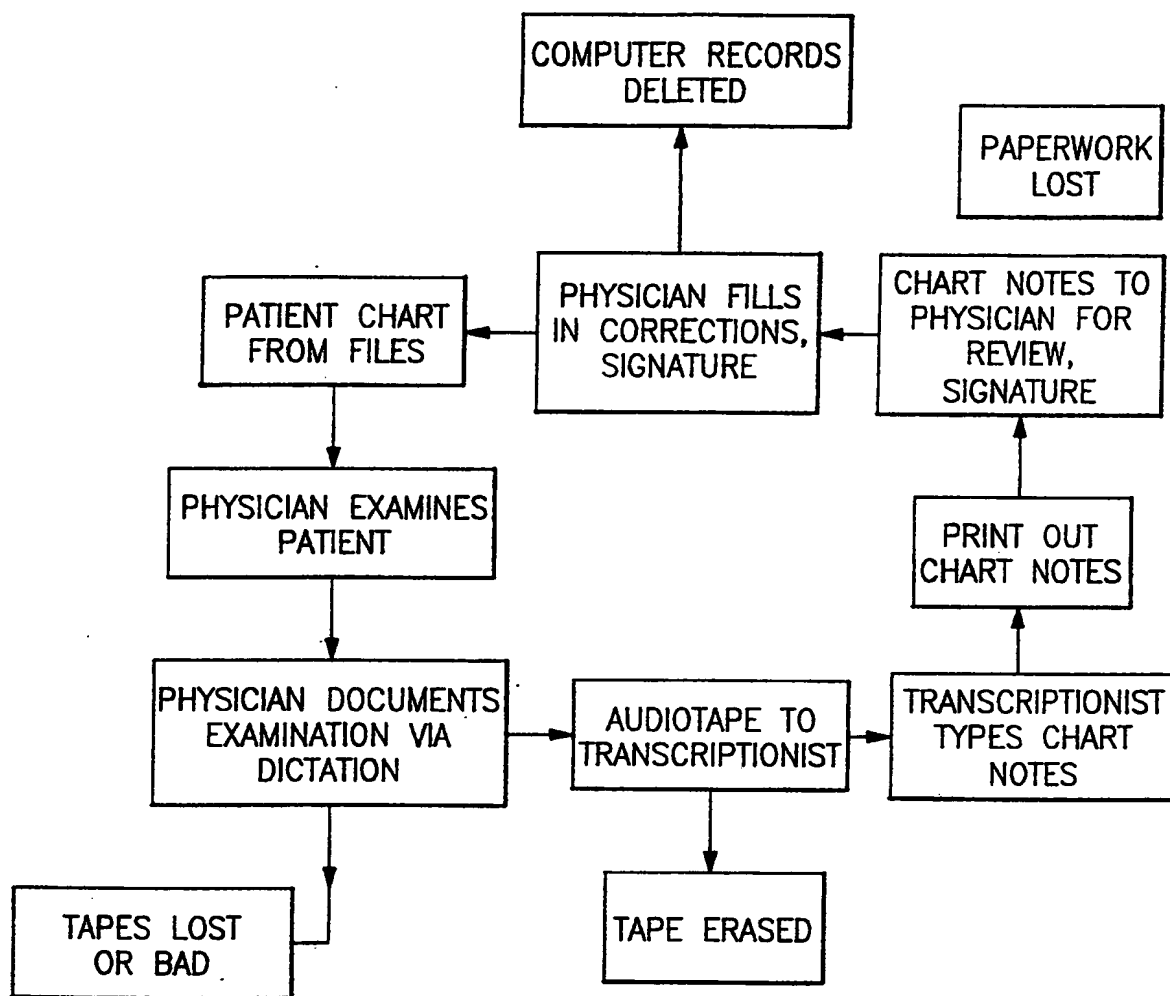 COMPUTER RECORDS
DELETED
PAPERWORK
LOST
PATIENT CHART
FROM FILES
PHYSICIAN FILLS
IN CORRECTIONS,
SIGNATURE
CHART NOTES TO
PHYSICIAN FOR
REVIEW,
SIGNATURE
PHYSICIAN EXAMINES
PATIENT
PRINT OUT
CHART NOTES
PHYSICIAN DOCUMENTS
EXAMINATION VIA
DICTATION
AUDIOTAPE TO
TRANSCRIPTIONIST
TRANSCRIPTIONIST
TYPES CHART
NOTES
TAPES LOST
OR BAD
TAPE ERASED